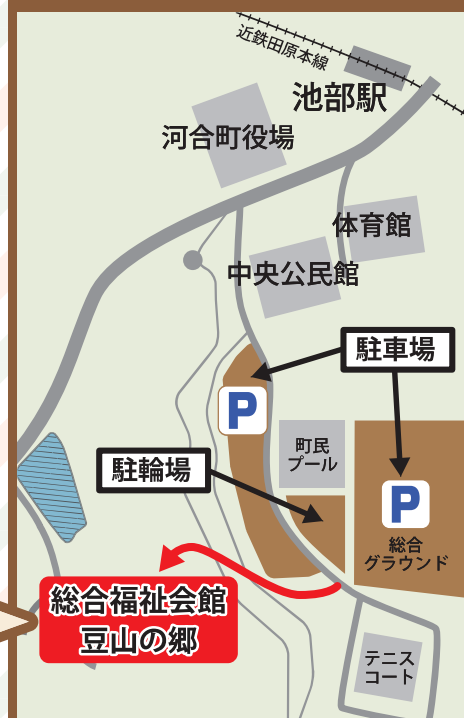 近鉄田原本線
池部駅
河合町役場
体育館
中央公民館
駐車場
P
町民
プール
駐輪場
P
総合
グラウンド
総合福祉会館
豆山の郷
テニス
コート